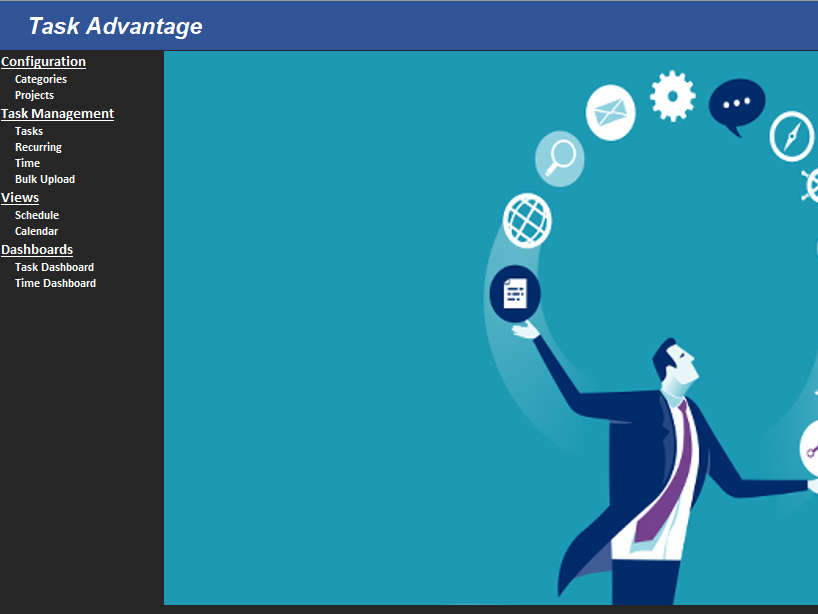 Task Advantage
Configuration
Categories
Projects
Task Management
Tasks
Recurring
Time
Bulk Upload
Views
Schedule
Calendar
Dashboards
Task Dashboard
Time Dashboard